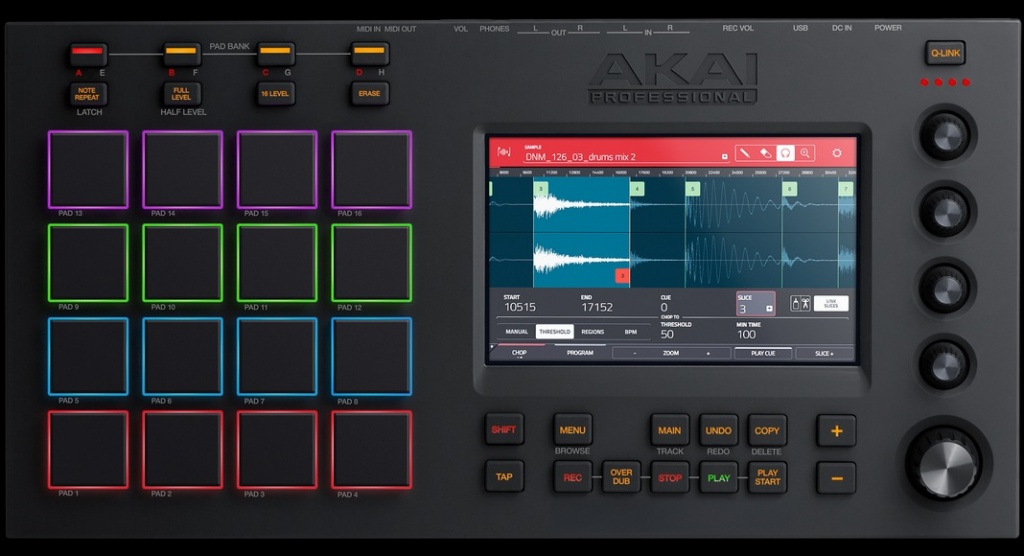 MIDI IN MIDI OUT VOL PHONES L OUT R L IN R REC VOL USB DC IN POWER
PAD BANK
A E B F C G D H
NOTE REPEAT
FULL LEVEL
16 LEVEL
ERASE
LATCH
HALF LEVEL
AKAI
PROFESSIONAL
Q-LINK
PAD 13 PAD 14 PAD 15 PAD 16
PAD 9 PAD 10 PAD 11 PAD 12
PAD 5 PAD 6 PAD 7 PAD 8
PAD 1 PAD 2 PAD 3 PAD 4
SAMPLE
DNM_126_03_drums mix 2
3 4 5 6 7
3
START END CUE SLICE
10515 17152 0 3
CHOP TO
MANUAL THRESHOLD REGIONS BPM THRESHOLD MIN TIME
50 100
CHOP PROGRAM - ZOOM + PLAY CUE SLICE+
SHIFT MENU MAIN UNDO COPY +
BROWSE TRACK REDO DELETE
TAP REC OVER DUB STOP PLAY PLAY START -